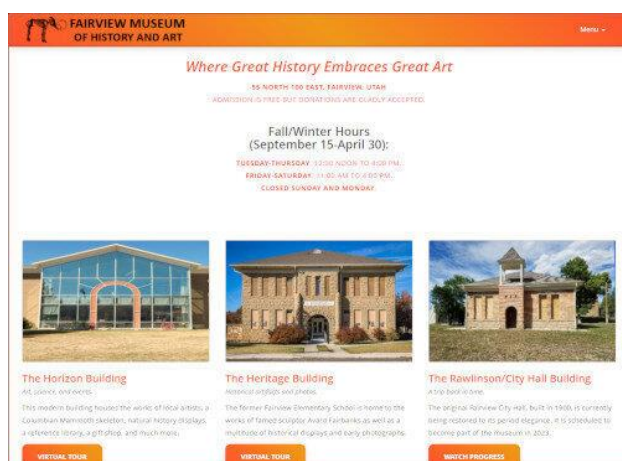 FAIRVIEW MUSEUM
OF HISTORY AND ART
Menu
Where Great History Embraces Great Art
55 NORTH 100 EAST, FAIRVIEW, UTAH
ADMISSION IS FREE BUT DONATIONS ARE GLADLY ACCEPTED.
Fall/Winter Hours
(September 15-April 30):
TUESDAY-THURSDAY: 12:00 NOON TO 4:00 PM.
FRIDAY-SATURDAY: 11:00 AM TO 4:00 PM.
CLOSED SUNDAY AND MONDAY
The Horizon Building
Art, science, and events
This modern building houses the works of local artists, a
Columbian Mammoth skeleton, natural history displays,
a reference library, a gift shop, and much more.
VIRTUAL TOUR
The Heritage Building
Historical artifacts and photos
The former Fairview Elementary School is home to the
works of famed sculptor Avard Fairbanks as well as a
multitude of historical displays and early photographs.
VIRTUAL TOUR
The Rawlinson/City Hall Building
A trip back in time.
The original Fairview City Hall, built in 1900, is currently
being restored to its period elegance. It is scheduled to
become part of the museum in 2023.
WATCH PROGRESS